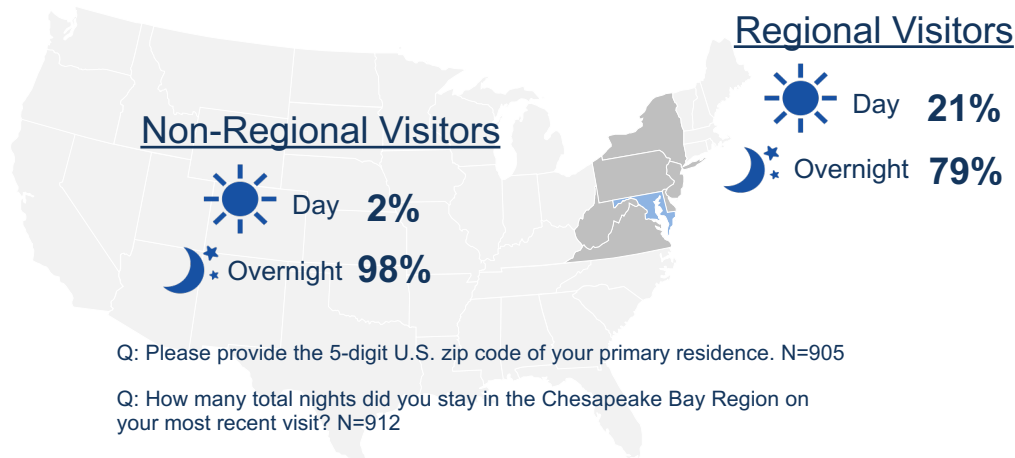 Regional Visitors
Day 21%
Overnight 79%
Non-Regional Visitors
Day 2%
Overnight 98%
Q: Please provide the 5-digit U.S. zip code of your primary residence. N=905
Q: How many total nights did you stay in the Chesapeake Bay Region on
your most recent visit? N=912